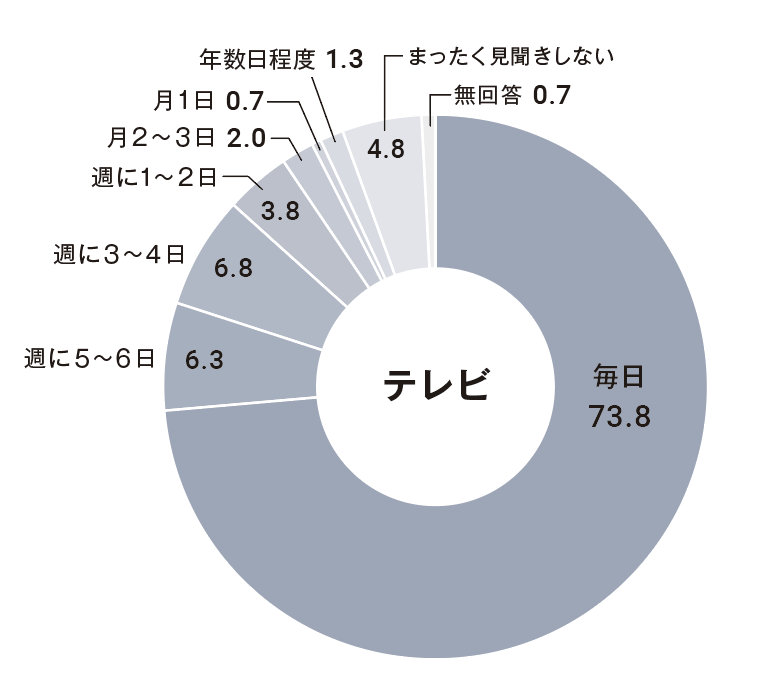 年数日程度 1.3
まったく見聞きしない
4.8
無回答 0.7
月1日 0.7
月2〜3日 2.0
週に1〜2日
3.8
週に3〜4日
6.8
週に5〜6日
6.3
テレビ
毎日
73.8